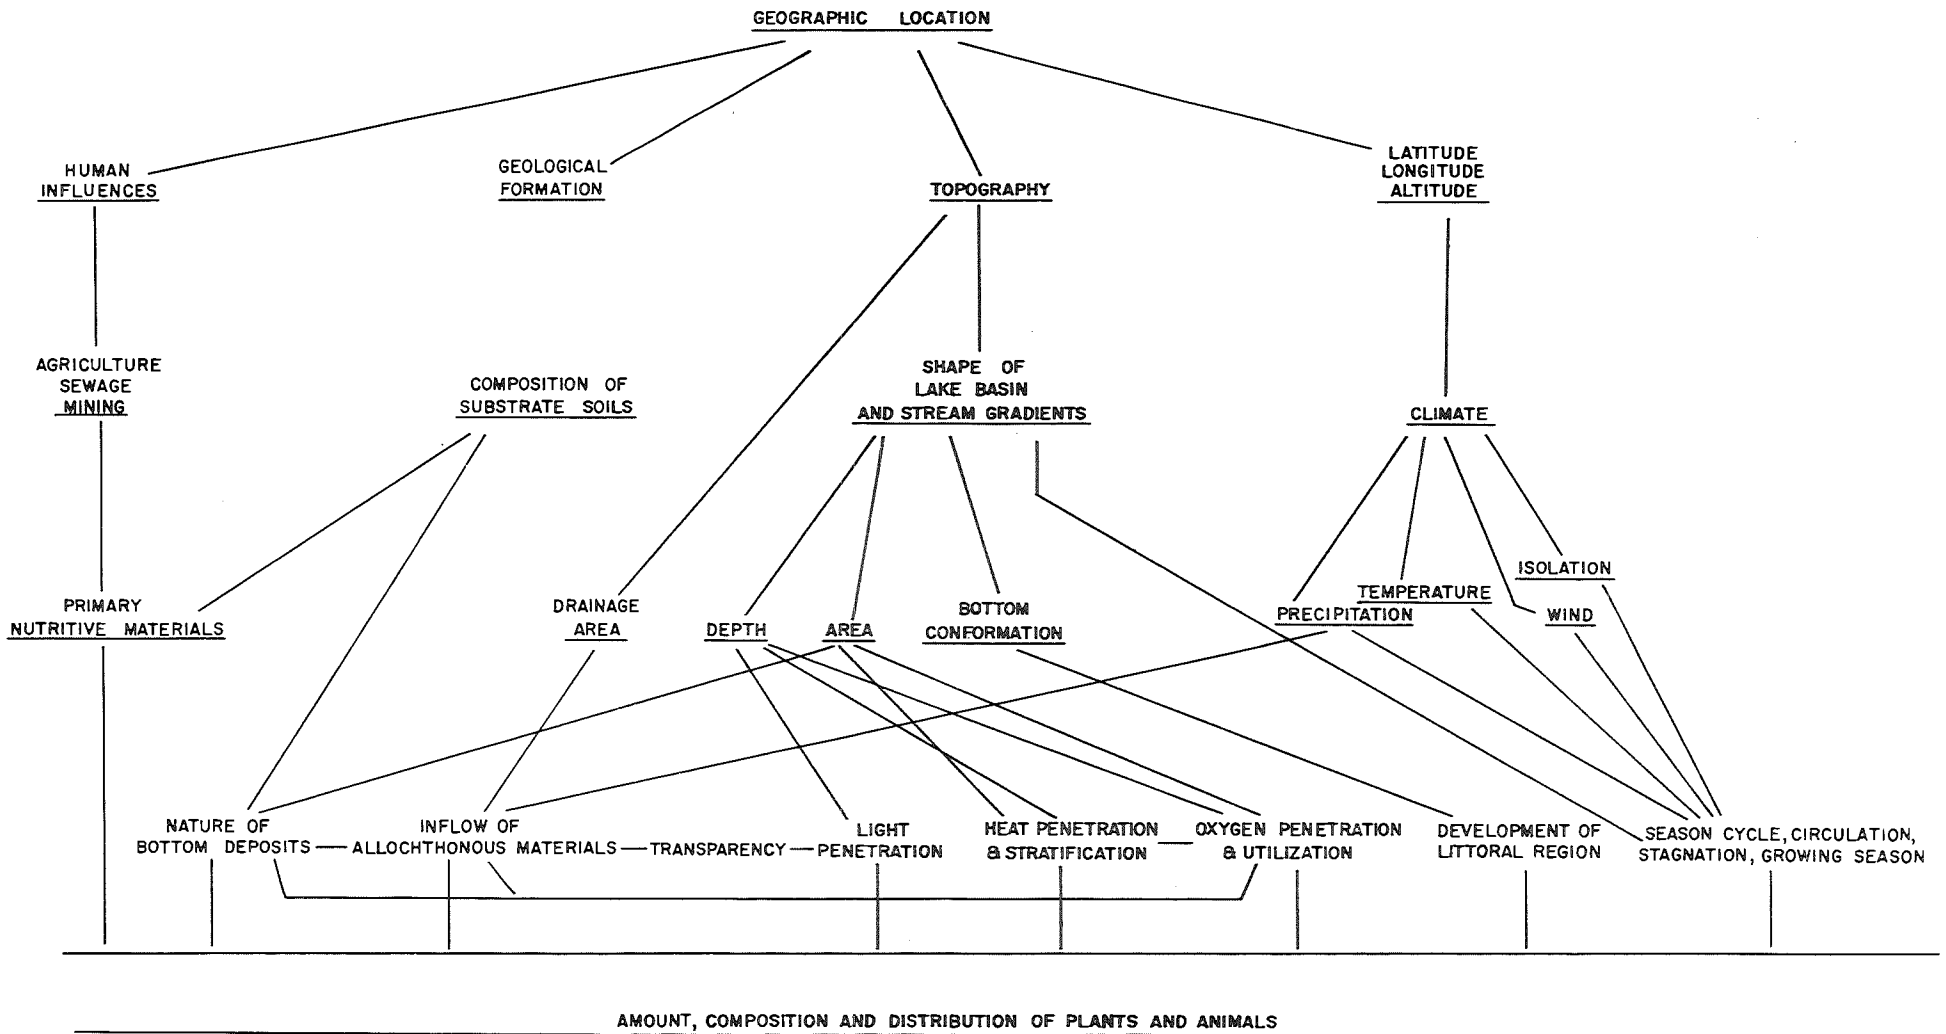 GEOGRAPHIC LOCATION
HUMAN
INFLUENCES
GEOLOGICAL
FORMATION
TOPOGRAPHY
LATITUDE
LONGITUDE
ALTITUDE
AGRICULTURE
SEWAGE
MINING
COMPOSITION OF
SUBSTRATE SOILS
SHAPE OF
LAKE BASIN
AND STREAM GRADIENTS
CLIMATE
PRIMARY
NUTRITIVE MATERIALS
DRAINAGE
AREA
DEPTH
AREA
BOTTOM
CONFORMATION
PRECIPITATION
TEMPERATURE
WIND
ISOLATION
NATURE OF
BOTTOM DEPOSITS
INFLOW OF
ALLOCHTHONOUS MATERIALS
TRANSPARENCY
LIGHT
PENETRATION
HEAT PENETRATION
& STRATIFICATION
OXYGEN PENETRATION
& UTILIZATION
DEVELOPMENT OF
LITTORAL REGION
SEASON CYCLE, CIRCULATION,
STAGNATION, GROWING SEASON
AMOUNT, COMPOSITION AND DISTRIBUTION OF PLANTS AND ANIMALS